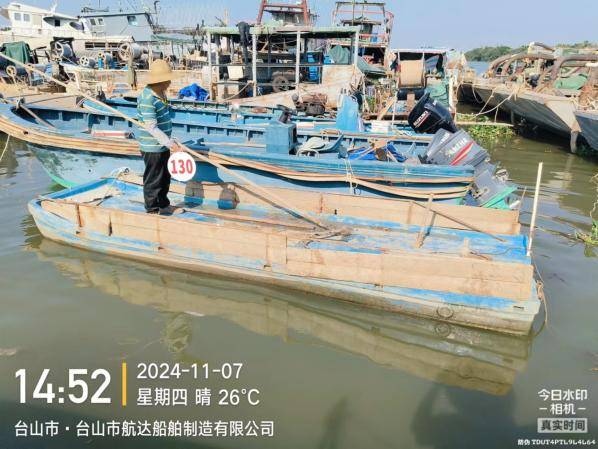 130
YAMAHA
14:52
2024-11-07
星期四 晴 26℃
台山市·台山市航达船舶制造有限公司
今日水印
-相机-
真实时间
防伪 TDUT4PTL9L4L64